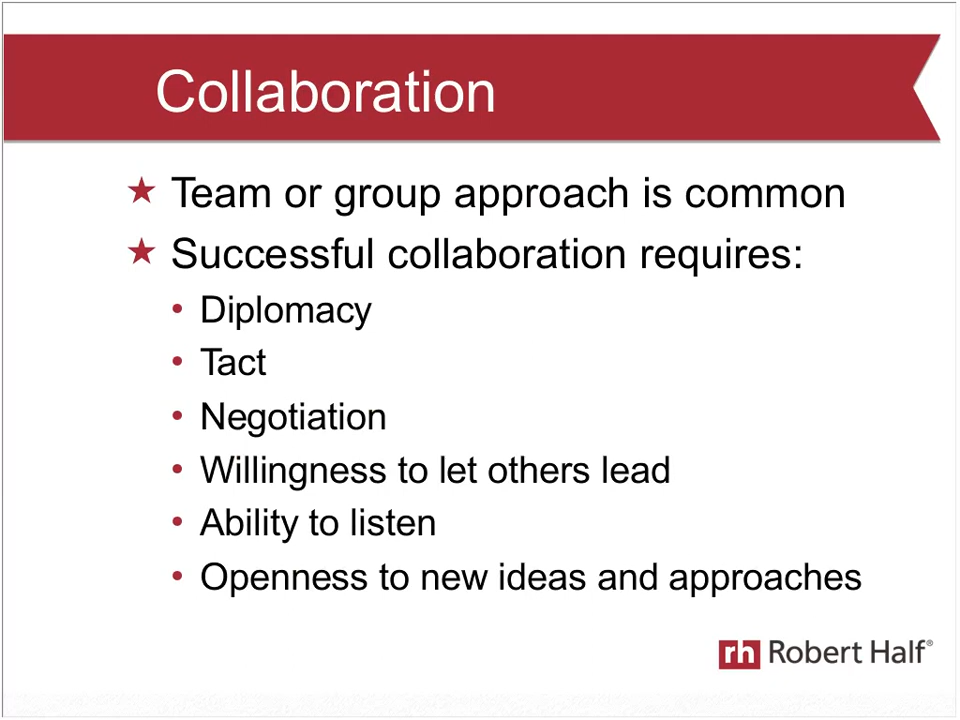 Collaboration
★ Team or group approach is common
★ Successful collaboration requires:
• Diplomacy
• Tact
• Negotiation
• Willingness to let others lead
• Ability to listen
• Openness to new ideas and approaches
rh Robert Half®